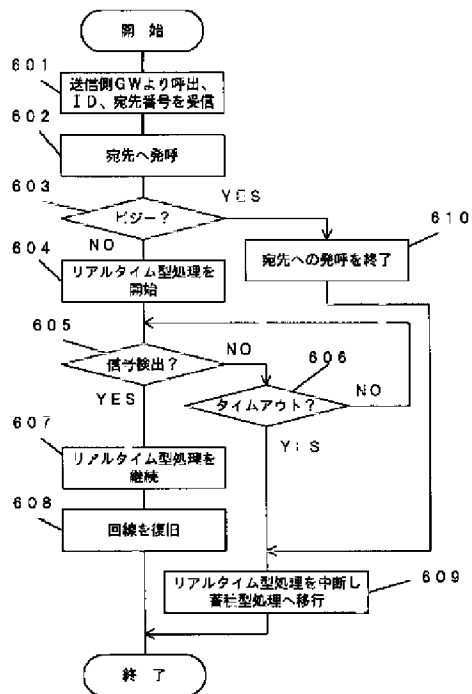 開 始
601
送信側GWより呼出、
ID、宛先番号を受信
602
宛先へ発呼
603
ビジー?
YES
NO
610
宛先への発呼を終了
604
リアルタイム型処理を
開始
605
信号検出?
NO
606
タイムアウト?
NO
YES
YES
607
リアルタイム型処理を
継続
608
回線を復旧
609
リアルタイム型処理を中断し
蓄積型処理へ移行
終 了